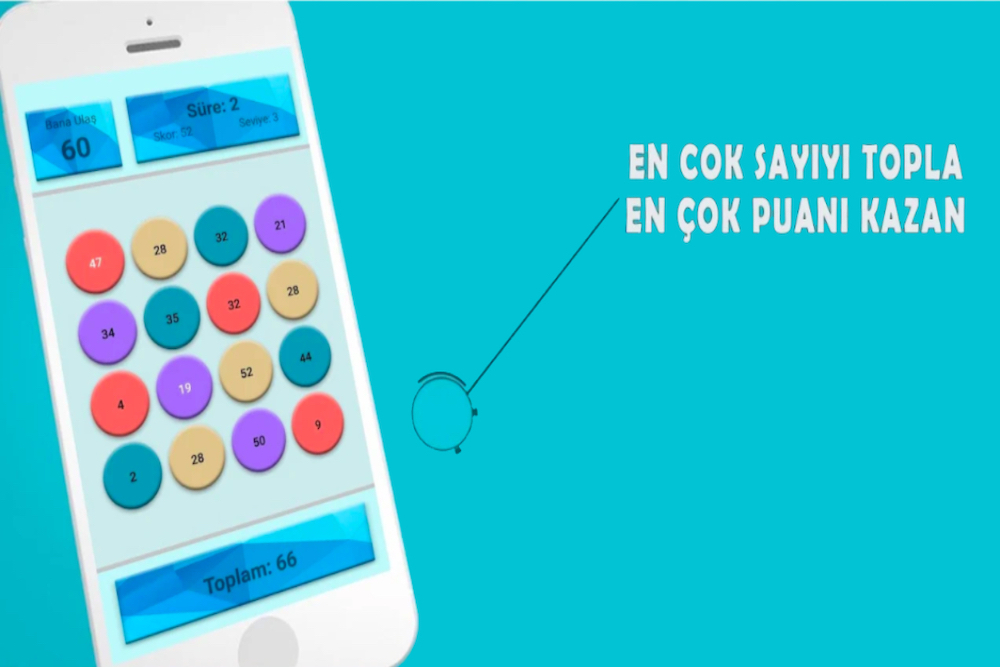 Bana Ulaş
60
Süre: 2
Skor: 52
Seviye: 3
47 28 32 21
34 35 32 28
4 19 52 44
2 28 50 9
Toplam: 66
EN COK SAYIYI TOPLA
EN ÇOK PUANI KAZAN